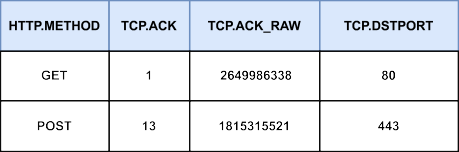 HTTP.METHOD TCP.ACK TCP.ACK_RAW TCP.DSTPORT
GET 1 2649986338 80
POST 13 1815315521 443